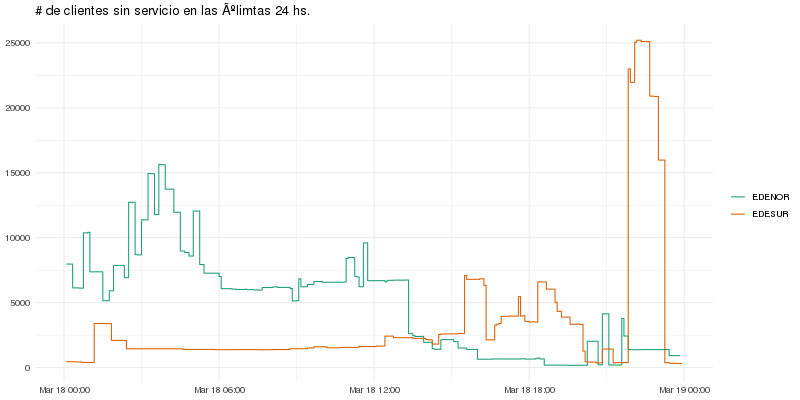 # de clientes sin servicio en las Ãºlimtas 24 hs.
25000
20000
15000
10000
5000
0
Mar 18 00:00
Mar 18 06:00
Mar 18 12:00
Mar 18 18:00
Mar 19 00:00
EDENOR
EDESUR